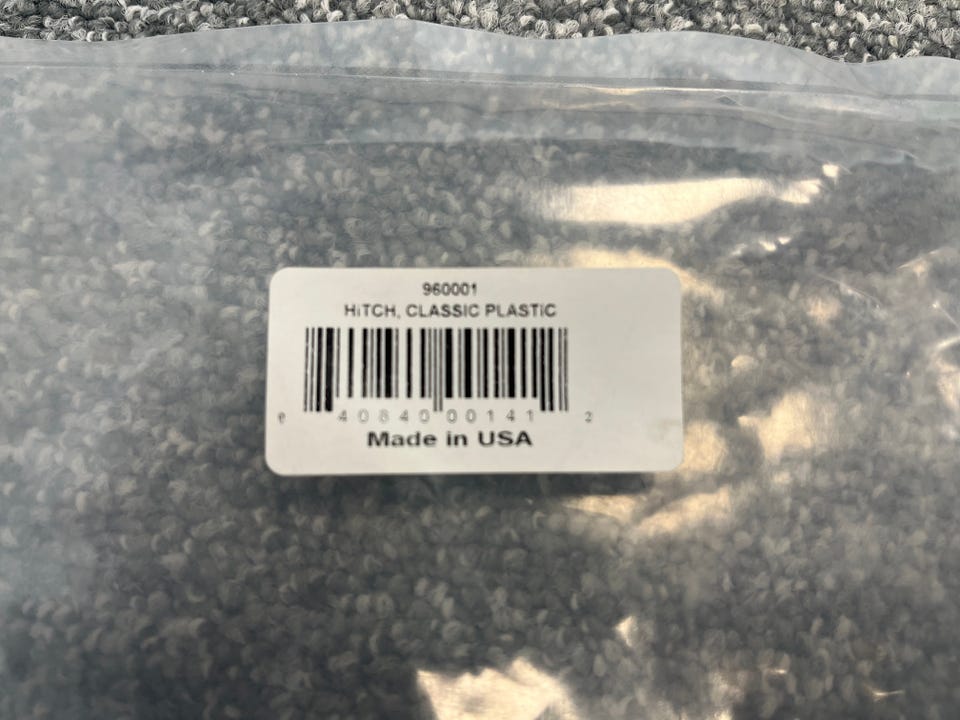 960001
HITCH, CLASSIC PLASTIC
0 40840 00141 2
Made in USA